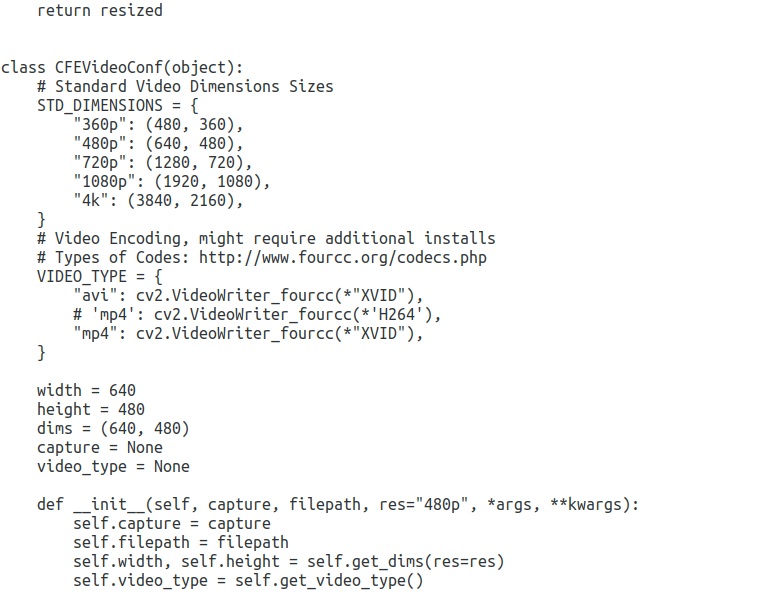 return resized


class CFEVideoConf(object):
    # Standard Video Dimensions Sizes
    STD_DIMENSIONS = {
        "360p": (480, 360),
        "480p": (640, 480),
        "720p": (1280, 720),
        "1080p": (1920, 1080),
        "4k": (3840, 2160),
    }
    # Video Encoding, might require additional installs
    # Types of Codes: http://www.fourcc.org/codecs.php
    VIDEO_TYPE = {
        "avi": cv2.VideoWriter_fourcc(*"XVID"),
        # 'mp4': cv2.VideoWriter_fourcc(*'H264'),
        "mp4": cv2.VideoWriter_fourcc(*"XVID"),
    }

    width = 640
    height = 480
    dims = (640, 480)
    capture = None
    video_type = None

    def __init__(self, capture, filepath, res="480p", *args, **kwargs):
        self.capture = capture
        self.filepath = filepath
        self.width, self.height = self.get_dims(res=res)
        self.video_type = self.get_video_type()